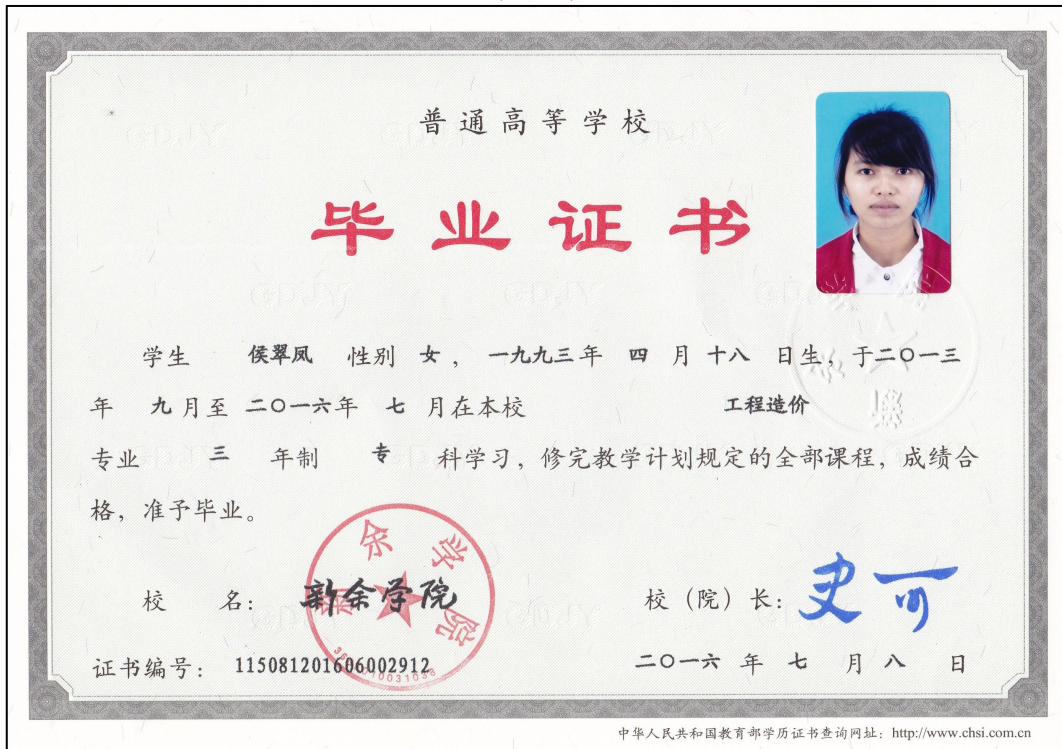 普通高等学校
毕业证书
学生 侯翠凤 性别 女，一九九三年 四 月 十八 日生，于二〇一三
年 九月至 二〇一六年 七 月在本校 工程造价
专业 三 年制 专 科学习，修完教学计划规定的全部课程，成绩合
格，准予毕业。
新余学院
校 名：新余学院 校（院）长：
证书编号：115081201606002912 二〇一六 年 七 月 八 日
中华人民共和国教育部学历证书查询网址：http://www.chsi.com.cn